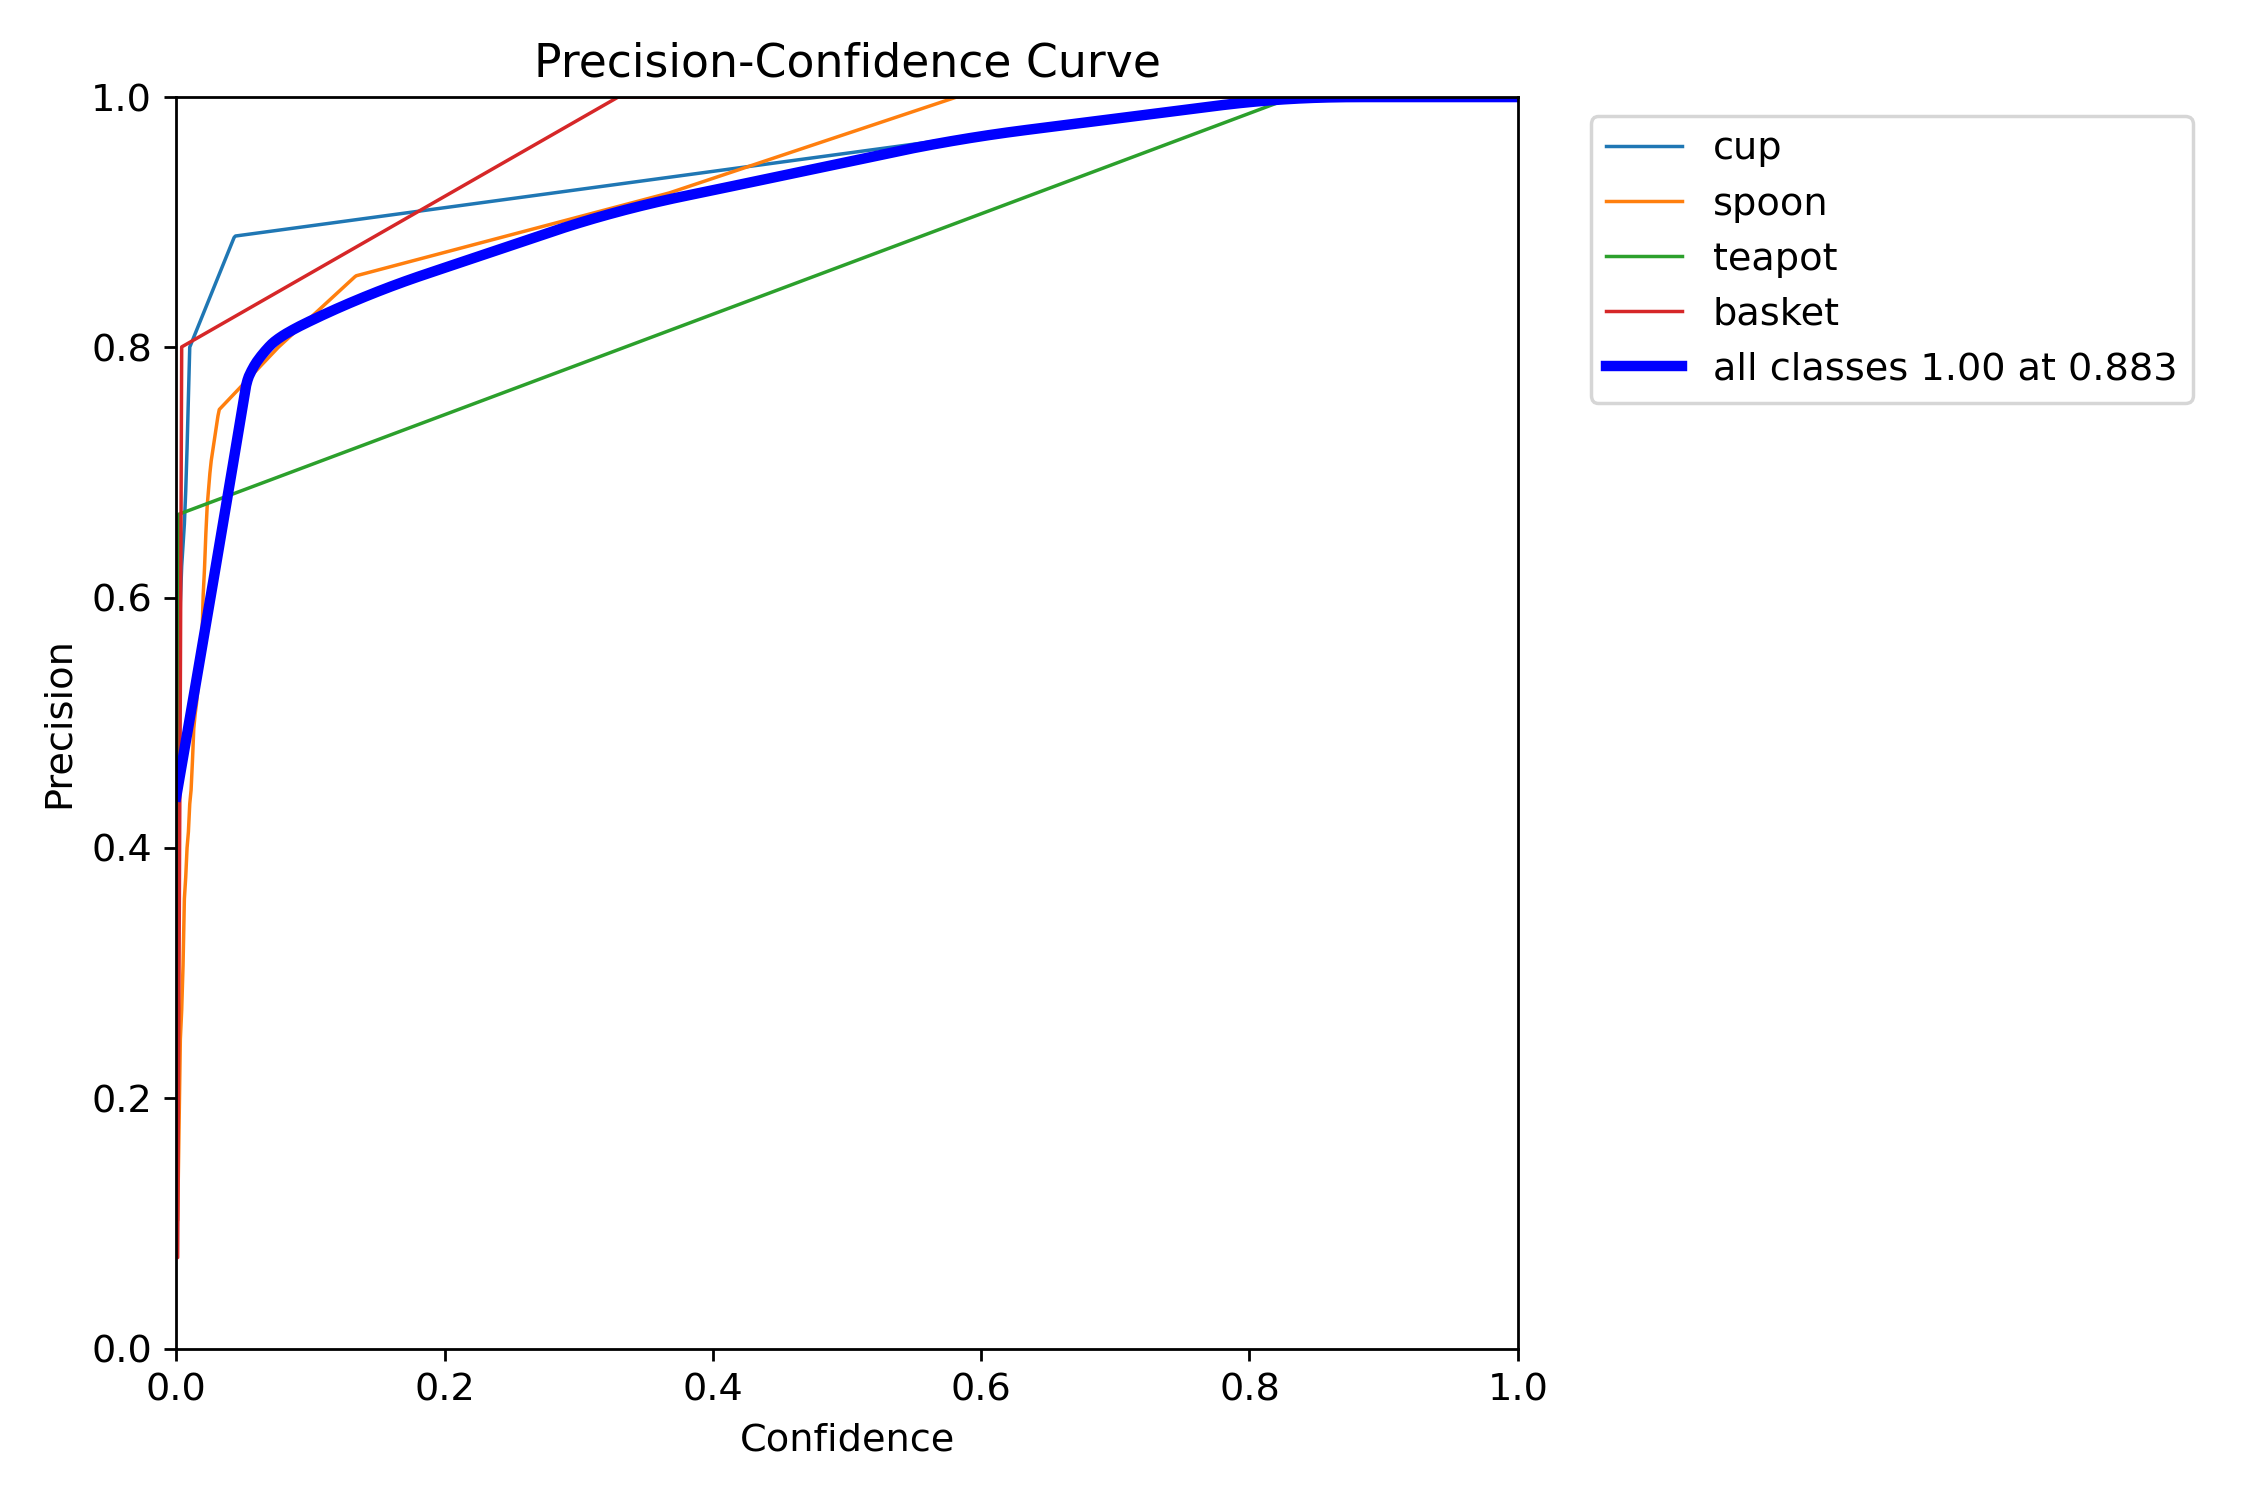 Precision-Confidence Curve
1.0
0.8
0.6
0.4
0.2
0.0
Precision
0.0 0.2 0.4 0.6 0.8 1.0
Confidence
cup
spoon
teapot
basket
all classes 1.00 at 0.883